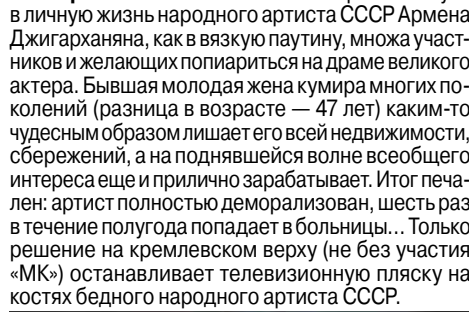 в личную жизнь народного артиста СССР Армена
Джигарханяна, как в вязкую паутину, множа участ-
ников и желающих попиариться на драме великого
актера. Бывшая молодая жена кумира многих по-
колений (разница в возрасте — 47 лет) каким-то
чудесным образом лишает его всей недвижимости,
сбережений, а на поднявшейся волне всеобщего
интереса еще и прилично зарабатывает. Итог печа-
лен: артист полностью деморализован, шесть раз
в течение полугода попадает в больницы... Только
решение на кремлевском верху (не без участия
«МК») останавливает телевизионную пляску на
костях бедного народного артиста СССР.